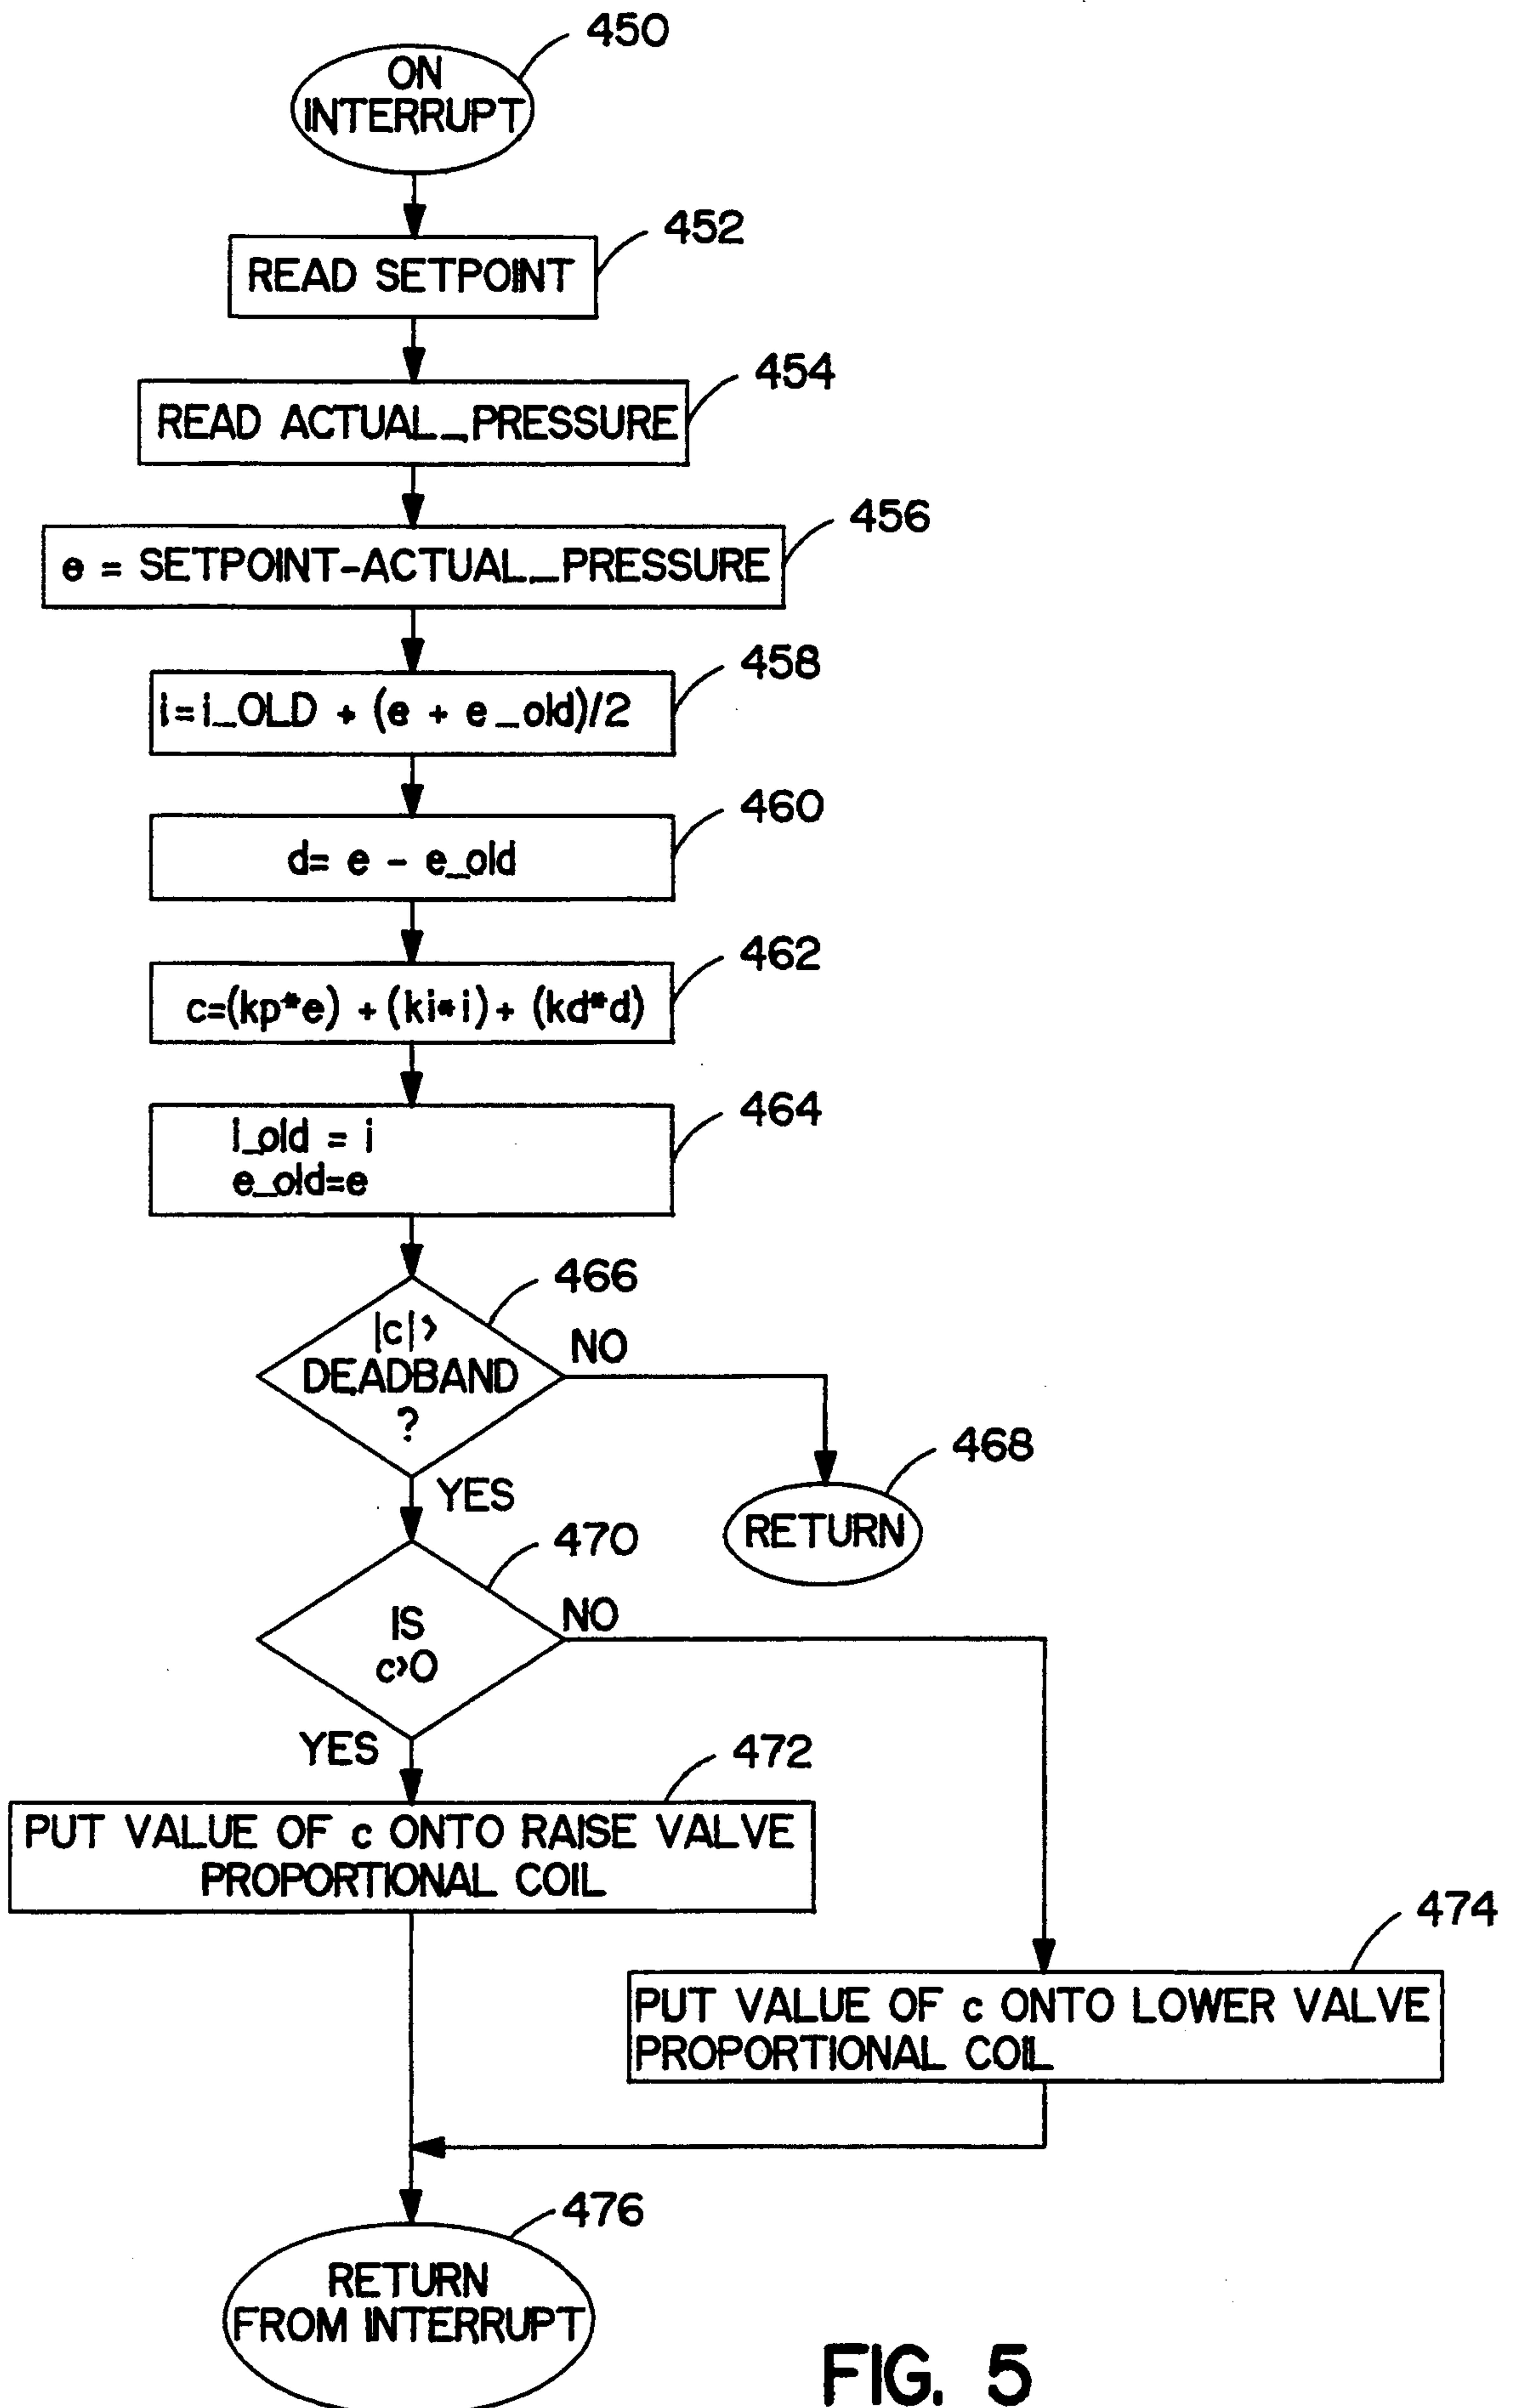 450
ON
INTERRUPT
452
READ SETPOINT
454
READ ACTUAL_PRESSURE
456
e = SETPOINT-ACTUAL_PRESSURE
458
i=i_OLD + (e + e_old)/2
460
d= e - e_old
462
c=(kp*e) + (ki*i) + (kd*d)
464
i_old = i
e_old=e
466
|c|>
DEADBAND
?
NO
468
RETURN
YES
470
IS
c>0
NO
YES
472
PUT VALUE OF c ONTO RAISE VALVE
PROPORTIONAL COIL
474
PUT VALUE OF c ONTO LOWER VALVE
PROPORTIONAL COIL
476
RETURN
FROM INTERRUPT
FIG. 5